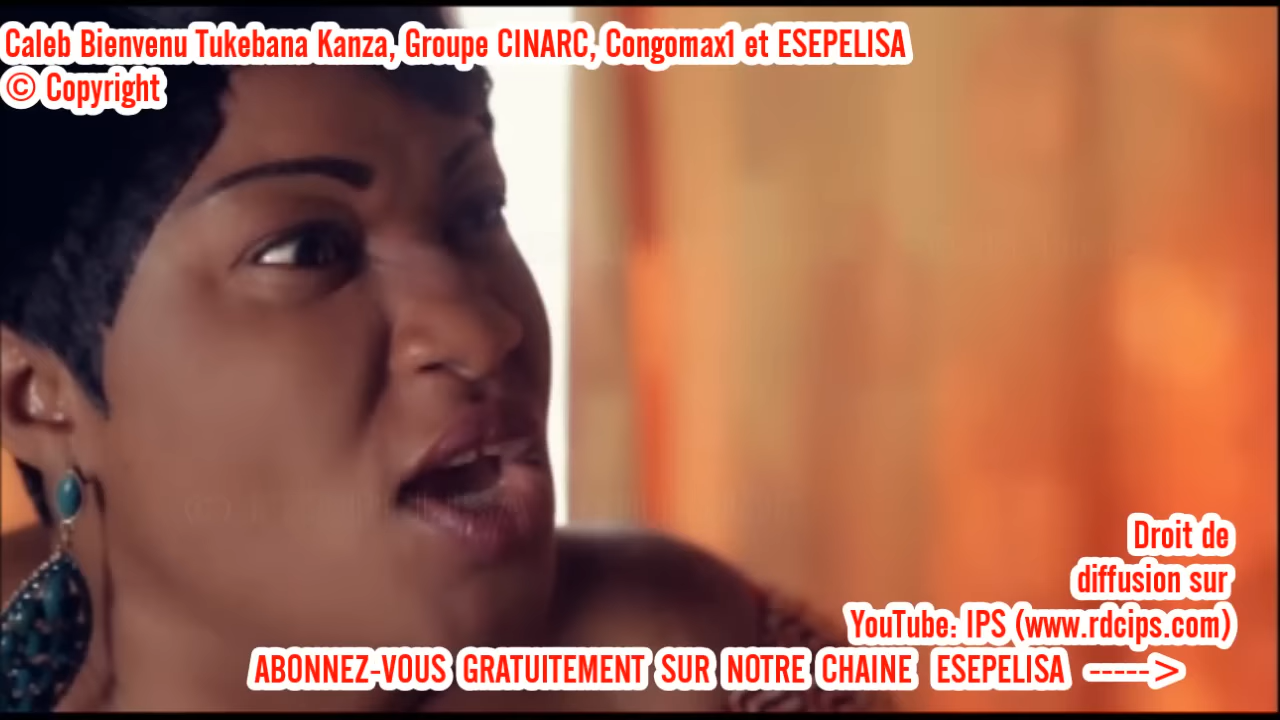 Caleb Bienvenu Tukebana Kanza, Groupe CINARC, Congomax1 et ESEPELISA
© Copyright
Droit de
diffusion sur
YouTube: IPS (www.rdcips.com)
ABONNEZ-VOUS GRATUITEMENT SUR NOTRE CHAINE ESEPELISA ----->